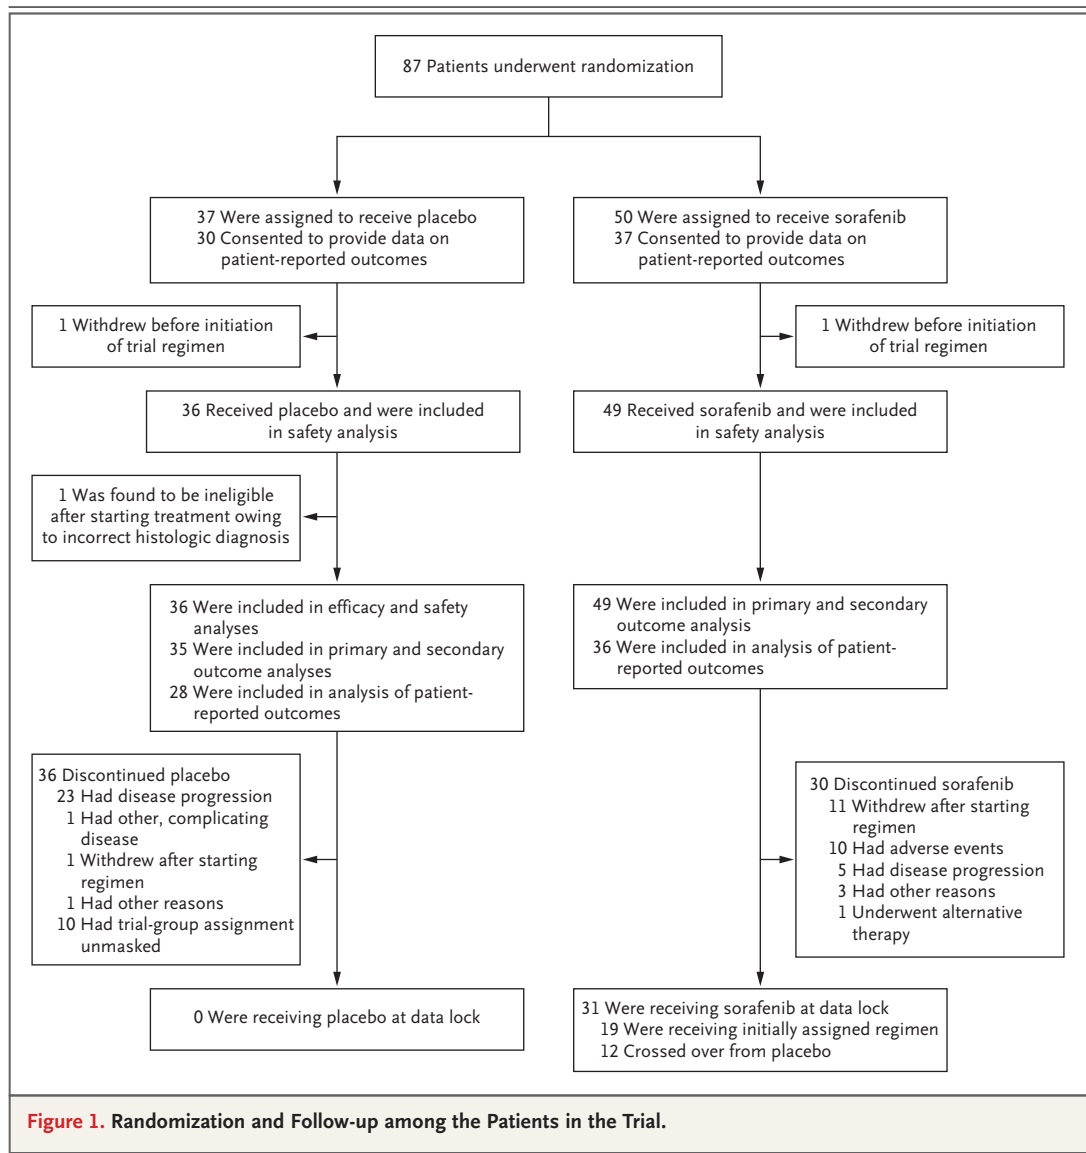 87 Patients underwent randomization
37 Were assigned to receive placebo
30 Consented to provide data on
patient-reported outcomes
50 Were assigned to receive sorafenib
37 Consented to provide data on
patient-reported outcomes
1 Withdrew before initiation
of trial regimen
1 Withdrew before initiation
of trial regimen
36 Received placebo and were included
in safety analysis
49 Received sorafenib and were included
in safety analysis
1 Was found to be ineligible
after starting treatment owing
to incorrect histologic diagnosis
36 Were included in efficacy and safety
analyses
35 Were included in primary and secondary
outcome analyses
28 Were included in analysis of patient-
reported outcomes
49 Were included in primary and secondary
outcome analysis
36 Were included in analysis of patient-
reported outcomes
36 Discontinued placebo
23 Had disease progression
1 Had other, complicating
disease
1 Withdrew after starting
regimen
1 Had other reasons
10 Had trial-group assignment
unmasked
30 Discontinued sorafenib
11 Withdrew after starting
regimen
10 Had adverse events
5 Had disease progression
3 Had other reasons
1 Underwent alternative
therapy
0 Were receiving placebo at data lock
31 Were receiving sorafenib at data lock
19 Were receiving initially assigned regimen
12 Crossed over from placebo
Figure 1. Randomization and Follow-up among the Patients in the Trial.